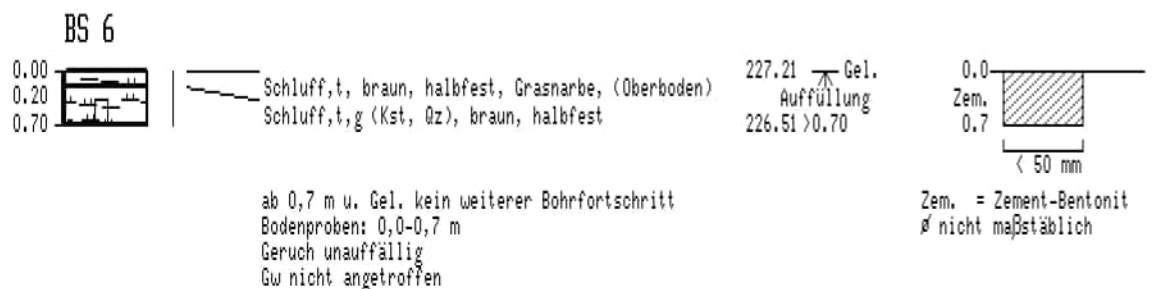 BS 6
0.00
0.20
0.70
Schluff,t, braun, halbfest, Grasnarbe, (Oberboden)
Schluff,t,g (Kst, Qz), braun, halbfest
227.21 Gel.
Auffüllung
226.51 >0.70
0.0
Zem.
0.7
< 50 mm
ab 0,7 m u. Gel. kein weiterer Bohrfortschritt
Bodenproben: 0,0-0,7 m
Geruch unauffällig
Gw nicht angetroffen
Zem. = Zement-Bentonit
ø nicht maßstäblich